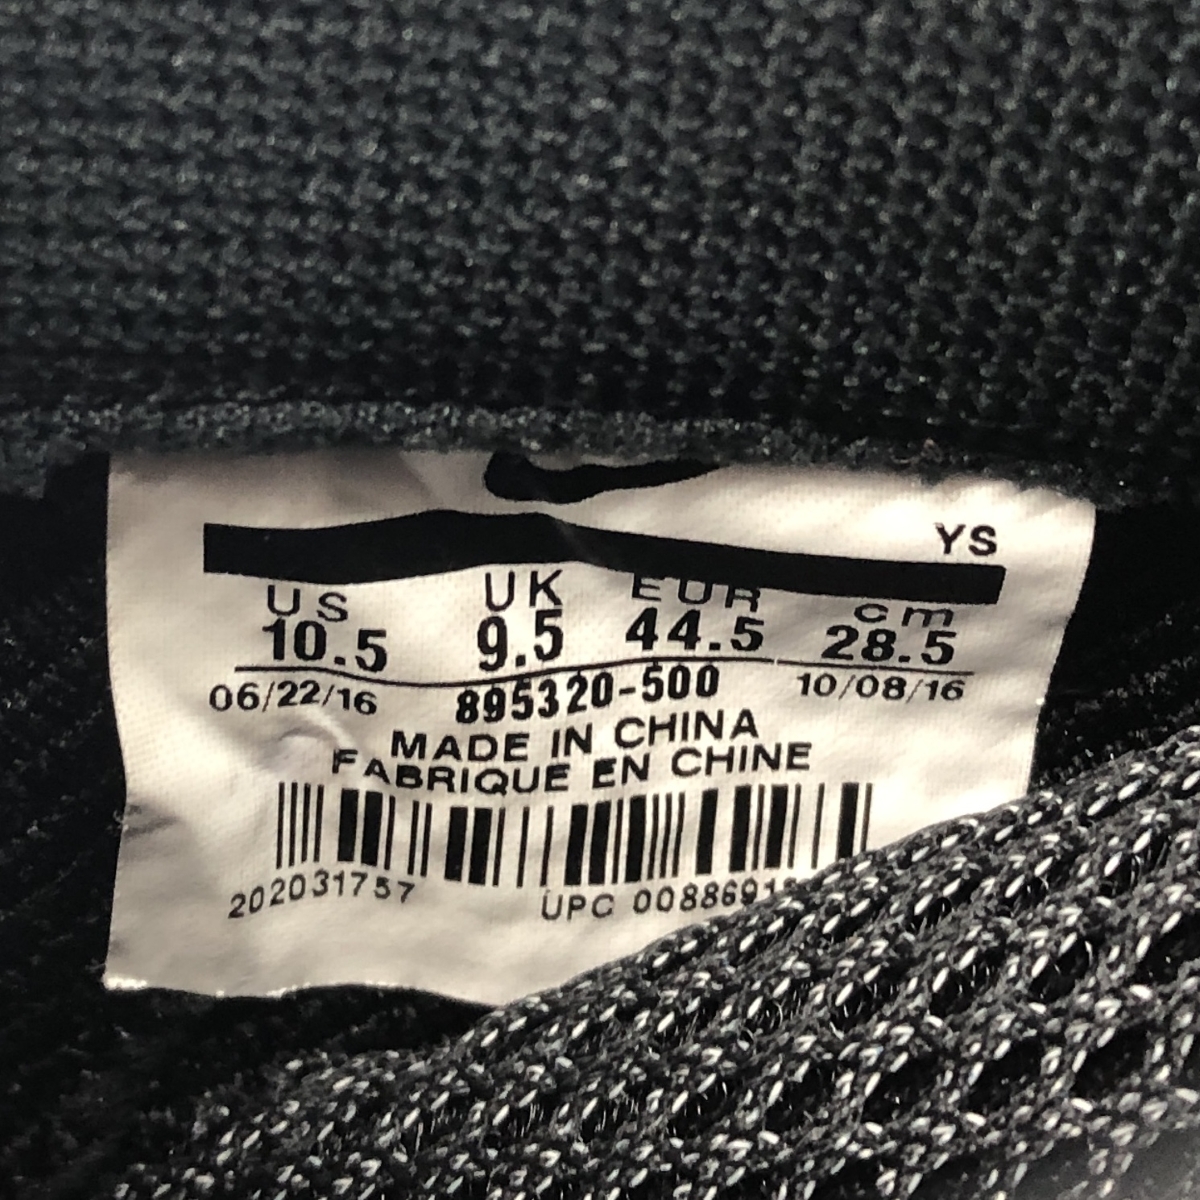 YS
US UK EUR cm
10.5 9.5 44.5 28.5
06/22/16 895320-500 10/08/16
MADE IN CHINA
FABRIQUE EN CHINE
202031757 UPC 0088691